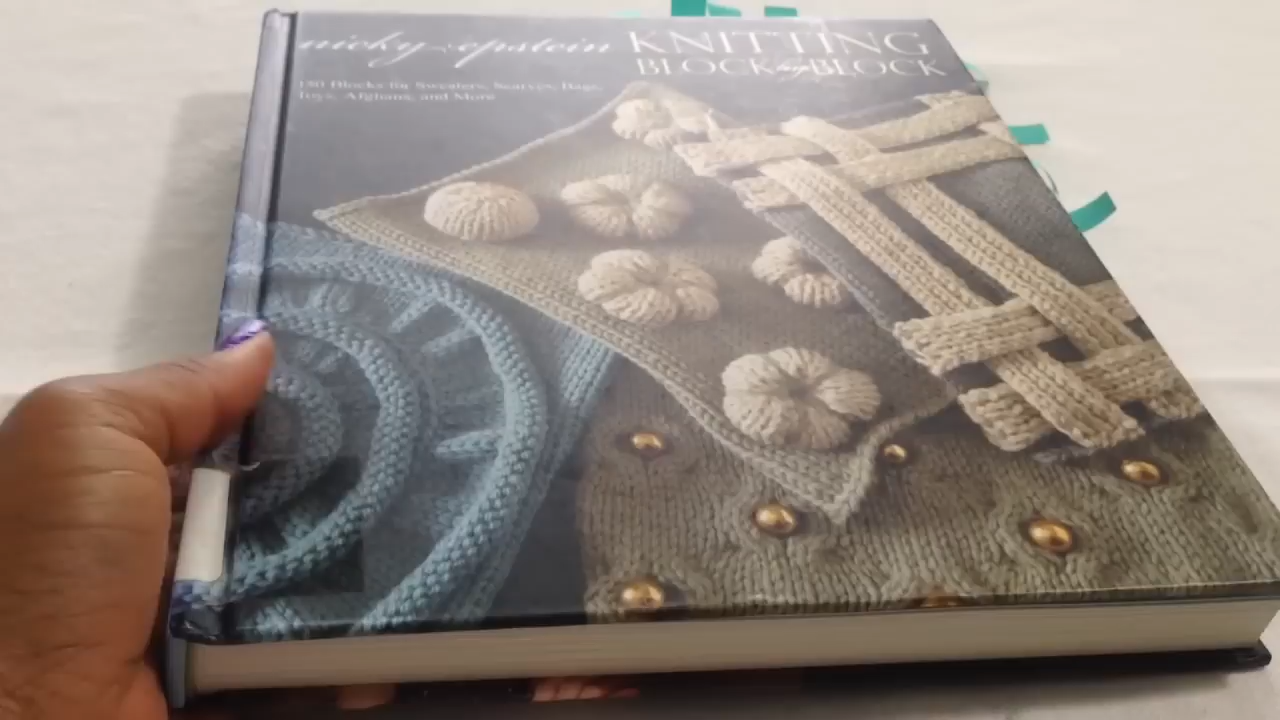 nicky epstein KNITTING
BLOCK by BLOCK
150 Blocks for Sweaters, Scarves, Bags,
Toys, Afghans, and More